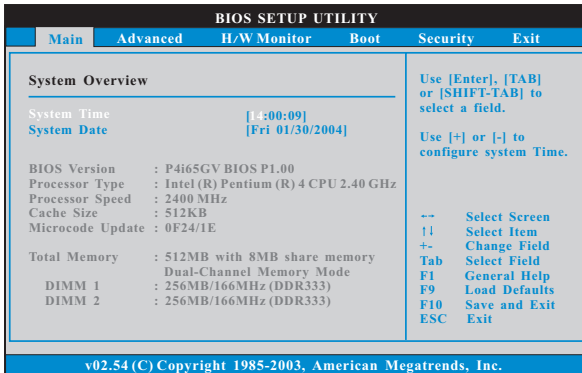 BIOS SETUP UTILITY
Main Advanced H/W Monitor Boot Security Exit
System Overview
System Time [14:00:09]
System Date [Fri 01/30/2004]
BIOS Version : P4i65GV BIOS P1.00
Processor Type : Intel (R) Pentium (R) 4 CPU 2.40 GHz
Processor Speed : 2400 MHz
Cache Size : 512KB
Microcode Update : 0F24/1E
Total Memory : 512MB with 8MB share memory
Dual-Channel Memory Mode
DIMM 1 : 256MB/166MHz (DDR333)
DIMM 2 : 256MB/166MHz (DDR333)
Use [Enter], [TAB]
or [SHIFT-TAB] to
select a field.
Use [+] or [-] to
configure system Time.
←→ Select Screen
↑↓ Select Item
+- Change Field
Tab Select Field
F1 General Help
F9 Load Defaults
F10 Save and Exit
ESC Exit
v02.54 (C) Copyright 1985-2003, American Megatrends, Inc.